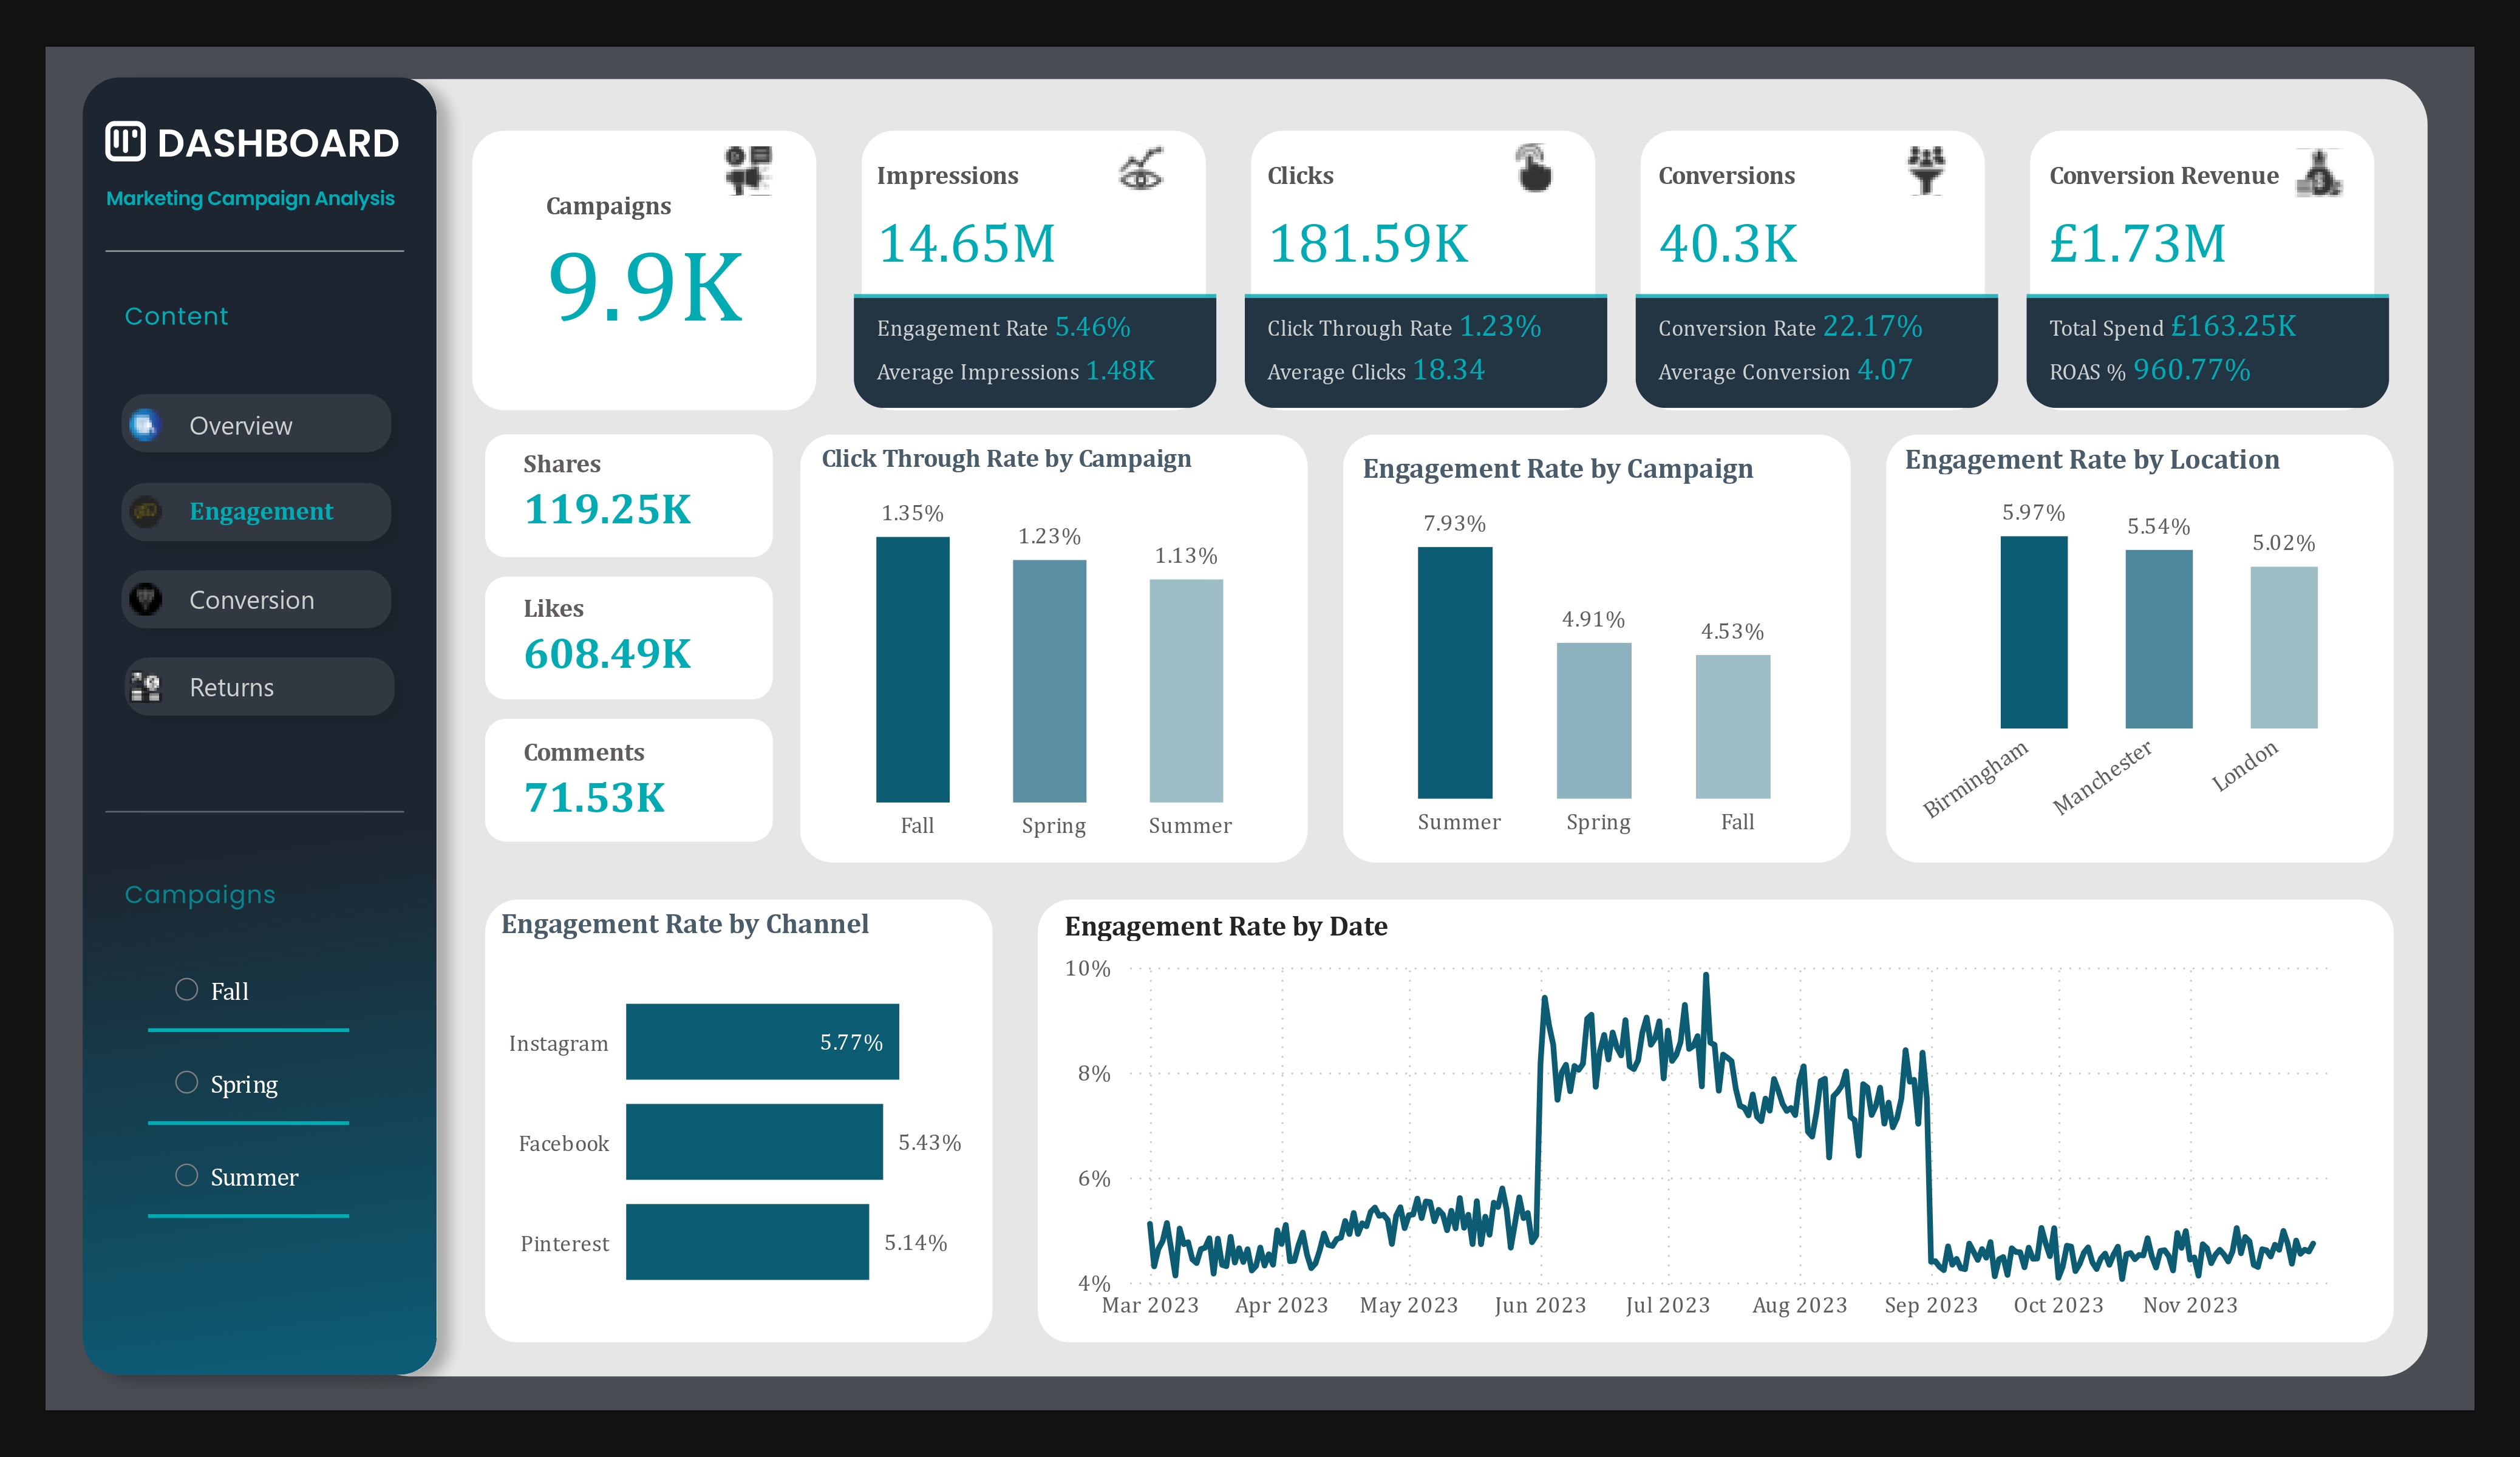 DASHBOARD
Marketing Campaign Analysis
Content
Overview
Engagement
Conversion
Returns
Campaigns
Fall
Spring
Summer
Campaigns
9.9K
Impressions
14.65M
Engagement Rate 5.46%
Average Impressions 1.48K
Clicks
181.59K
Click Through Rate 1.23%
Average Clicks 18.34
Conversions
40.3K
Conversion Rate 22.17%
Average Conversion 4.07
Conversion Revenue
£1.73M
Total Spend £163.25K
ROAS % 960.77%
Shares
119.25K
Likes
608.49K
Comments
71.53K
Click Through Rate by Campaign
1.35%
1.23%
1.13%
Fall Spring Summer
Engagement Rate by Campaign
7.93%
4.91%
4.53%
Summer Spring Fall
Engagement Rate by Location
5.97%
5.54%
5.02%
Birmingham Manchester London
Engagement Rate by Channel
Instagram 5.77%
Facebook 5.43%
Pinterest 5.14%
Engagement Rate by Date
10%
8%
6%
4%
Mar 2023 Apr 2023 May 2023 Jun 2023 Jul 2023 Aug 2023 Sep 2023 Oct 2023 Nov 2023